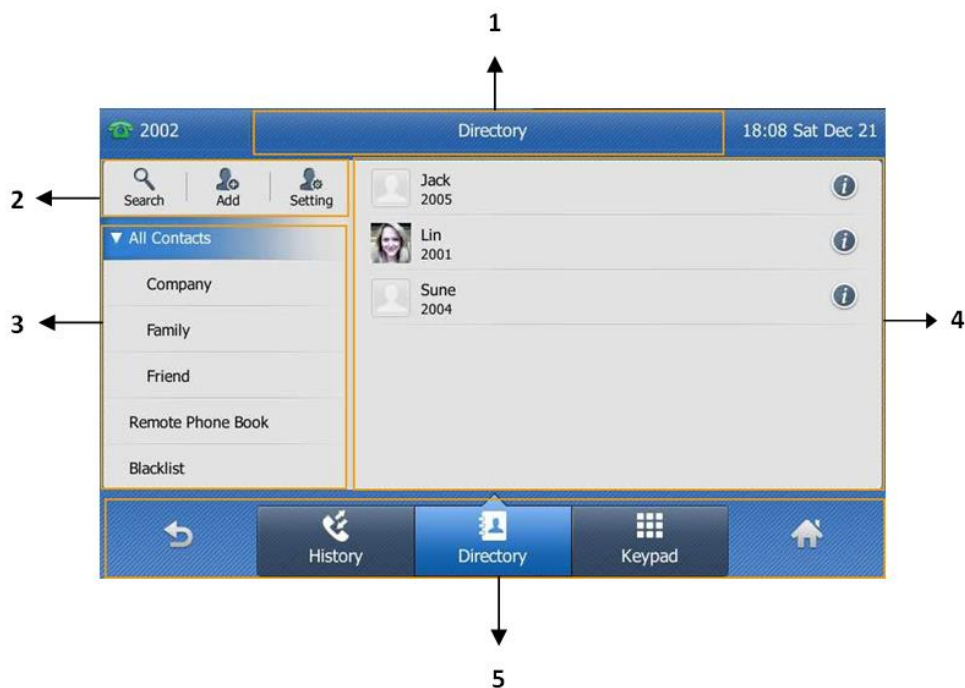 1
2002
Directory
18:08 Sat Dec 21
2
Search
Add
Setting
Jack
2005
All Contacts
Lin
2001
Company
Sune
2004
3
Family
4
Friend
Remote Phone Book
Blacklist
History
Directory
Keypad
5